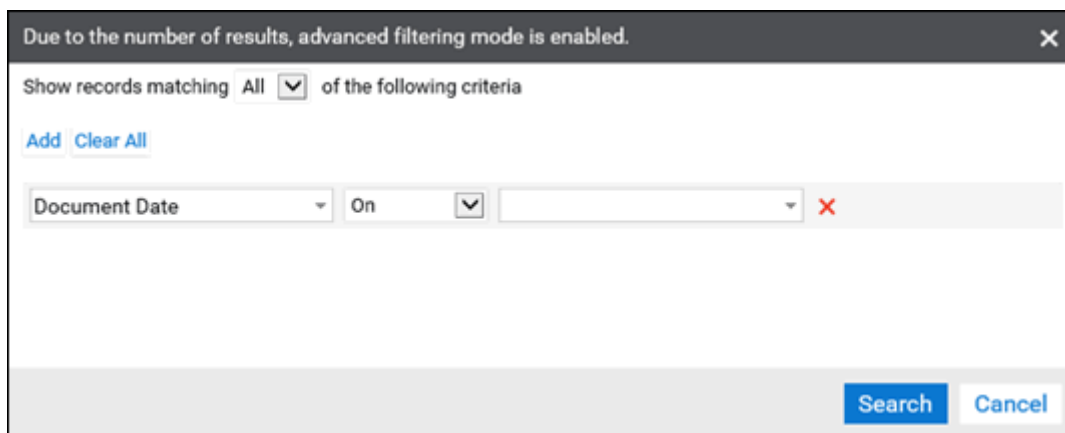 Due to the number of results, advanced filtering mode is enabled.
Show records matching All of the following criteria
Add Clear All
Document Date On
Search Cancel